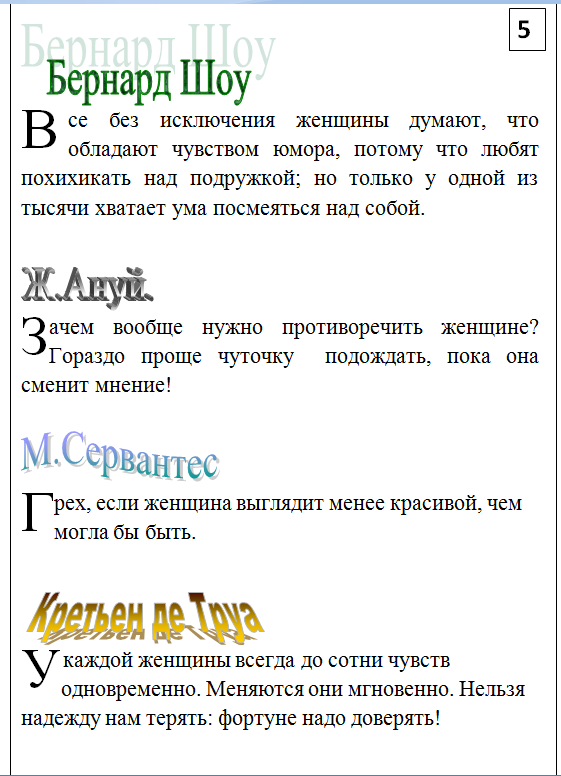 5
Бернард Шоу
Бернард Шоу
Все без исключения женщины думают, что
обладают чувством юмора, потому что любят
похихикать над подружкой; но только у одной из
тысячи хватает ума посмеяться над собой.
Ж.Ануй.
Зачем вообще нужно противоречить женщине?
Гораздо проще чуточку подождать, пока она
сменит мнение!
М.Сервантес
Грех, если женщина выглядит менее красивой, чем
могла бы быть.
Кретьен де Труа
У каждой женщины всегда до сотни чувств
одновременно. Меняются они мгновенно. Нельзя
надежду нам терять: фортуне надо доверять!